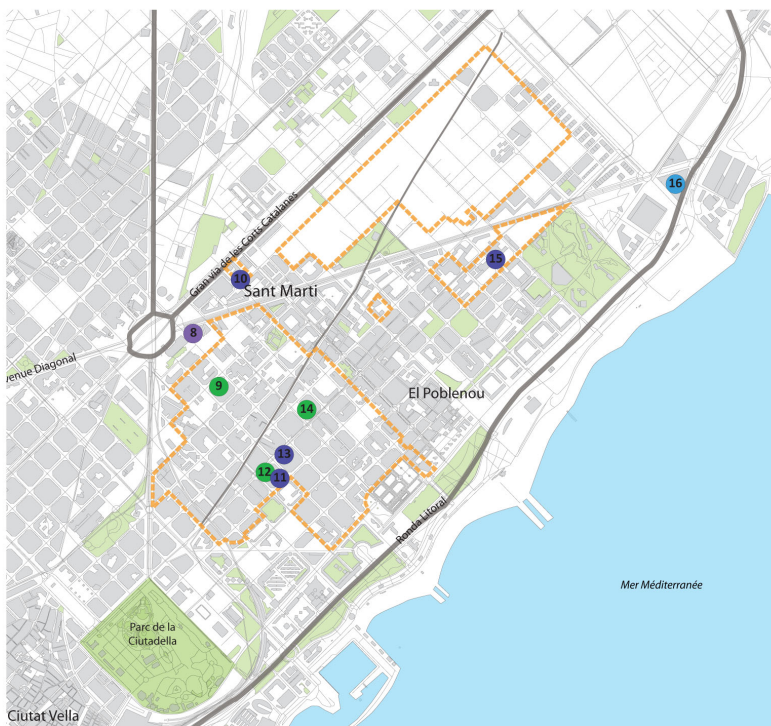 16
15
Gran via de les Corts Catalanes
10
Sant Marti
8
venue Diagonal
9
El Poblenou
14
13
12
11
Ronda Litoral
Mer Méditerranée
Parc de la
Ciutadella
Ciutat Vella